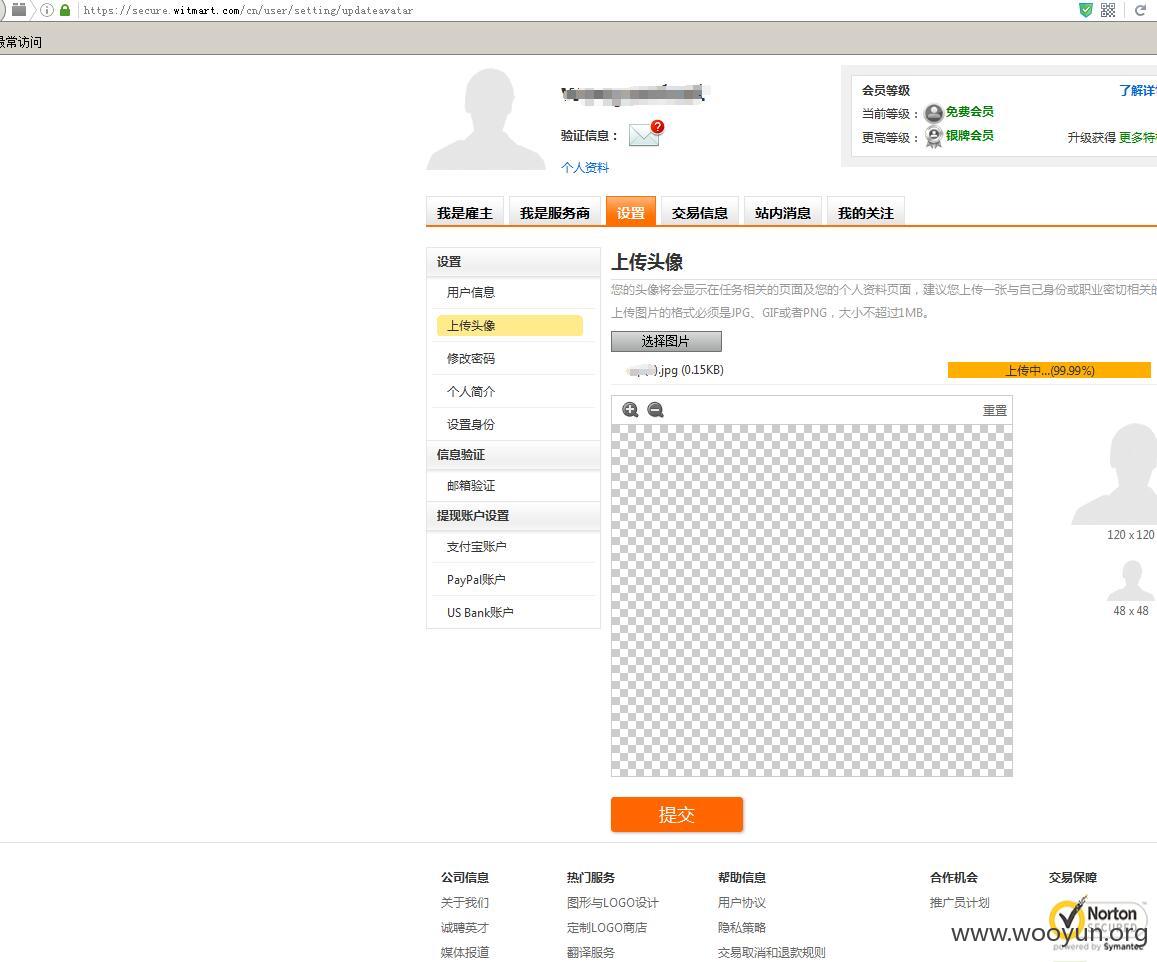 https://secure.witmart.com/cn/user/setting/updateavatar
最常访问
验证信息：
个人资料
会员等级
了解详
当前等级：
免费会员
更高等级：
银牌会员
升级获得 更多特
我是雇主
我是服务商
设置
交易信息
站内消息
我的关注
设置
用户信息
上传头像
修改密码
个人简介
设置身份
信息验证
邮箱验证
提现账户设置
支付宝账户
PayPal账户
US Bank账户
上传头像
您的头像将会显示在任务相关的页面及您的个人资料页面，建议您上传一张与自己身份或职业密切相关的
上传图片的格式必须是JPG、GIF或者PNG，大小不超过1MB。
选择图片
).jpg (0.15KB)
上传中...(99.99%)
重置
120 x 120
48 x 48
提交
公司信息
关于我们
诚聘英才
媒体报道
热门服务
图形与LOGO设计
定制LOGO商店
翻译服务
帮助信息
用户协议
隐私策略
交易取消和退款规则
合作机会
推广员计划
交易保障
Norton
SECURED
powered by Symantec
www.wooyun.org